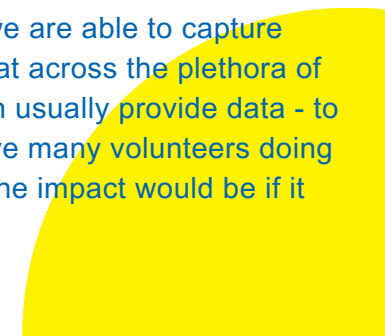 we are able to capture
at across the plethora of
usually provide data - to
ve many volunteers doing
he impact would be if it